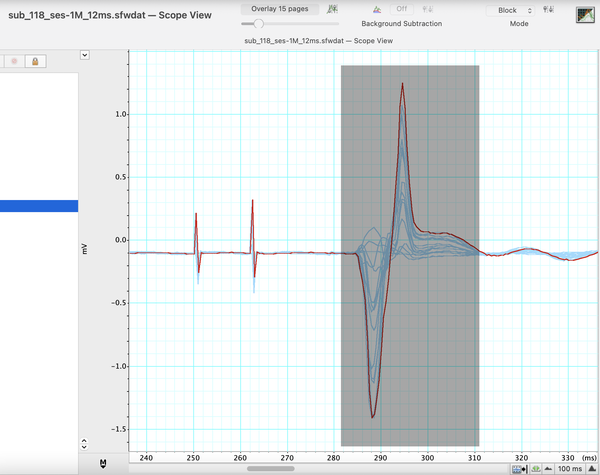 sub_118_ses-1M_12ms.sfwdat — Scope View
Overlay 15 pages
Off
Block
Background Subtraction
Mode
sub_118_ses-1M_12ms.sfwdat — Scope View
1.0
0.5
0.0
mV
−0.5
−1.0
−1.5
240
250
260
270
280
290
300
310
320
330
(ms)
M
100 ms